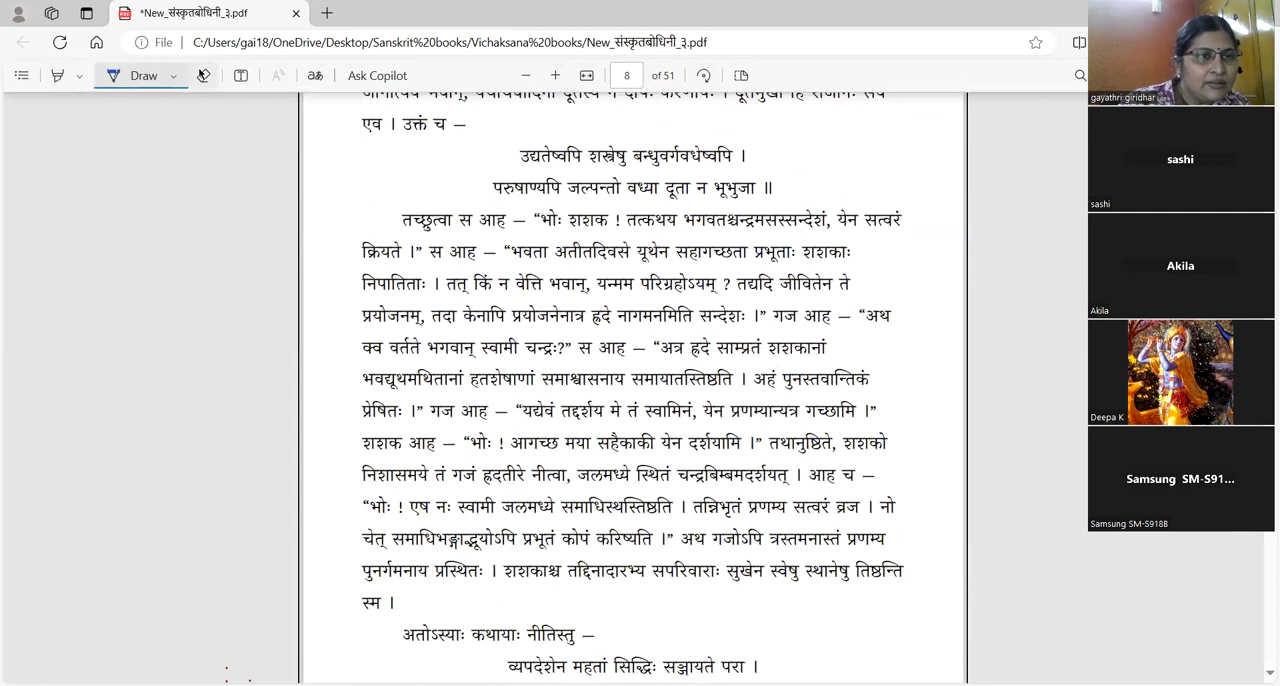 *New_संस्कृतबोधिनी_३.pdf
File C:/Users/gai18/OneDrive/Desktop/Sanskrit%20books/Vichaksana%20books/New_संस्कृतबोधिनी_३.pdf
Draw aあ Ask Copilot 8 of 51
एव । उक्तं च –
उद्यतेष्वपि शस्त्रेषु बन्धुवर्गवधेष्वपि ।
परुषाण्यपि जल्पन्तो वध्या दूता न भूभुजा ॥
तच्छ्रुत्वा स आह – “भोः शशक ! तत्कथय भगवतश्चन्द्रमसस्सन्देशं, येन सत्वरं
क्रियते ।” स आह – “भवता अतीतदिवसे यूथेन सहागच्छता प्रभूताः शशकाः
निपातिताः । तत् किं न वेत्ति भवान्, यन्मम परिग्रहोऽयम् ? तद्यदि जीवितेन ते
प्रयोजनम्, तदा केनापि प्रयोजनेनात्र ह्रदे नागमनमिति सन्देशः ।” गज आह – “अथ
क्व वर्तते भगवान् स्वामी चन्द्रः?” स आह – “अत्र ह्रदे साम्प्रतं शशकानां
भवद्यूथमथितानां हतशेषाणां समाश्वासनाय समायातस्तिष्ठति । अहं पुनस्तवान्तिकं
प्रेषितः ।” गज आह – “यद्येवं तद्दर्शय मे तं स्वामिनं, येन प्रणम्यान्यत्र गच्छामि ।”
शशक आह – “भोः ! आगच्छ मया सहैकाकी येन दर्शयामि ।” तथानुष्ठिते, शशको
निशासमये तं गजं ह्रदतीरे नीत्वा, जलमध्ये स्थितं चन्द्रबिम्बमदर्शयत् । आह च –
“भोः ! एष नः स्वामी जलमध्ये समाधिस्थस्तिष्ठति । तन्निभृतं प्रणम्य सत्वरं व्रज । नो
चेत् समाधिभङ्गाद्भूयोऽपि प्रभूतं कोपं करिष्यति ।” अथ गजोऽपि त्रस्तमनास्तं प्रणम्य
पुनर्गमनाय प्रस्थितः । शशकाश्च तद्दिनादारभ्य सपरिवाराः सुखेन स्वेषु स्थानेषु तिष्ठन्ति
स्म ।
अतोऽस्याः कथायाः नीतिस्तु –
व्यपदेशेन महतां सिद्धिः सञ्जायते परा ।
gayathri giridhar
sashi
sashi
Akila
Akila
Deepa K
Samsung SM-S91...
Samsung SM-S918B